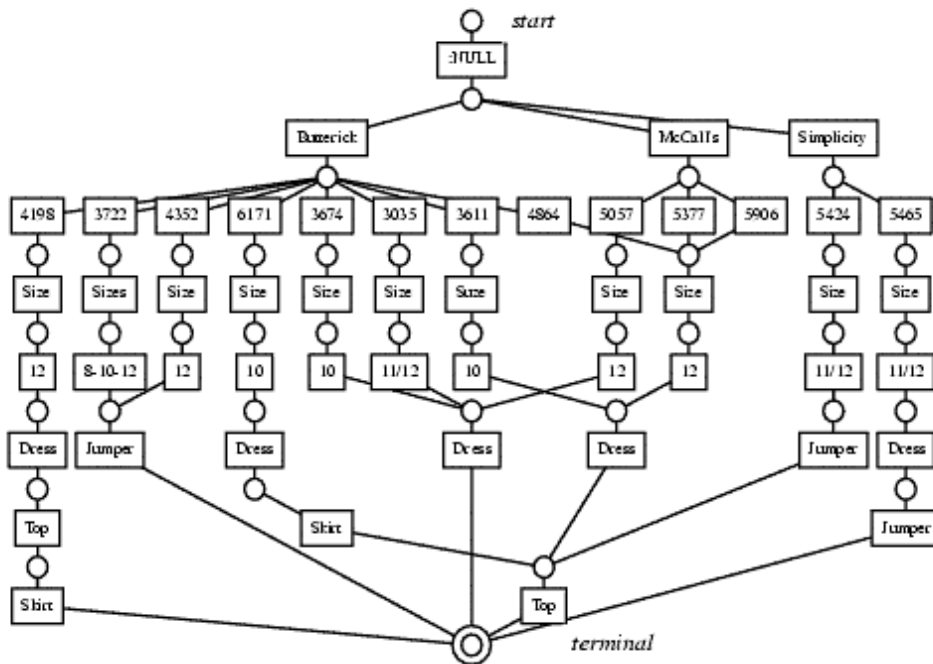 start
:NULL
Butterick McCall's Simplicity
4198 3722 4352 6171 3674 3035 3611 4864 5057 5377 5906 5424 5465
Size Sizes Size Size Size Size Suze Size Size Size Size
12 8-10-12 12 10 10 11/12 10 12 12 11/12 11/12
Dress Jumper Dress Dress Dress Jumper Dress
Top Skirt Jumper
Skirt Top
terminal